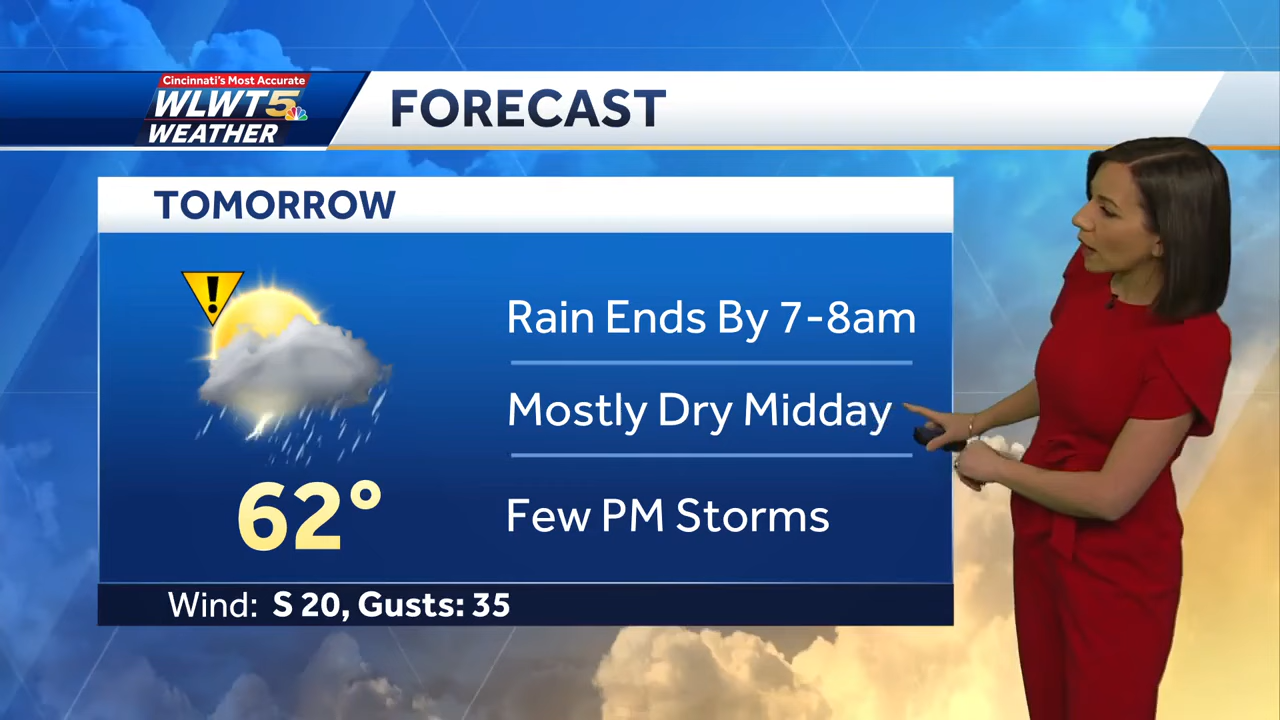 Cincinnati's Most Accurate
WLWT5
WEATHER
FORECAST
TOMORROW
!
Rain Ends By 7-8am
Mostly Dry Midday
62°
Few PM Storms
Wind: S 20, Gusts: 35